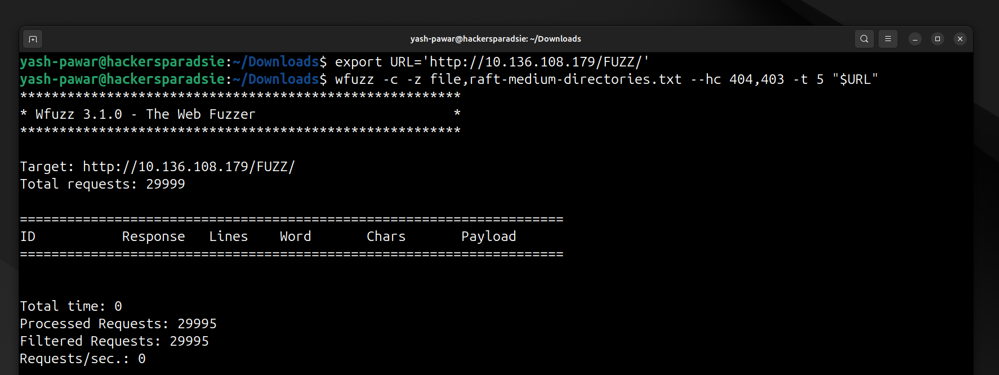 yash-pawar@hackersparadsie: ~/Downloads
yash-pawar@hackersparadsie:~/Downloads$ export URL='http://10.136.108.179/FUZZ/'
yash-pawar@hackersparadsie:~/Downloads$ wfuzz -c -z file,raft-medium-directories.txt --hc 404,403 -t 5 "$URL"
********************************************************
* Wfuzz 3.1.0 - The Web Fuzzer                         *
********************************************************
Target: http://10.136.108.179/FUZZ/
Total requests: 29999
=====================================================================
ID           Response   Lines    Word       Chars       Payload
=====================================================================
Total time: 0
Processed Requests: 29995
Filtered Requests: 29995
Requests/sec.: 0